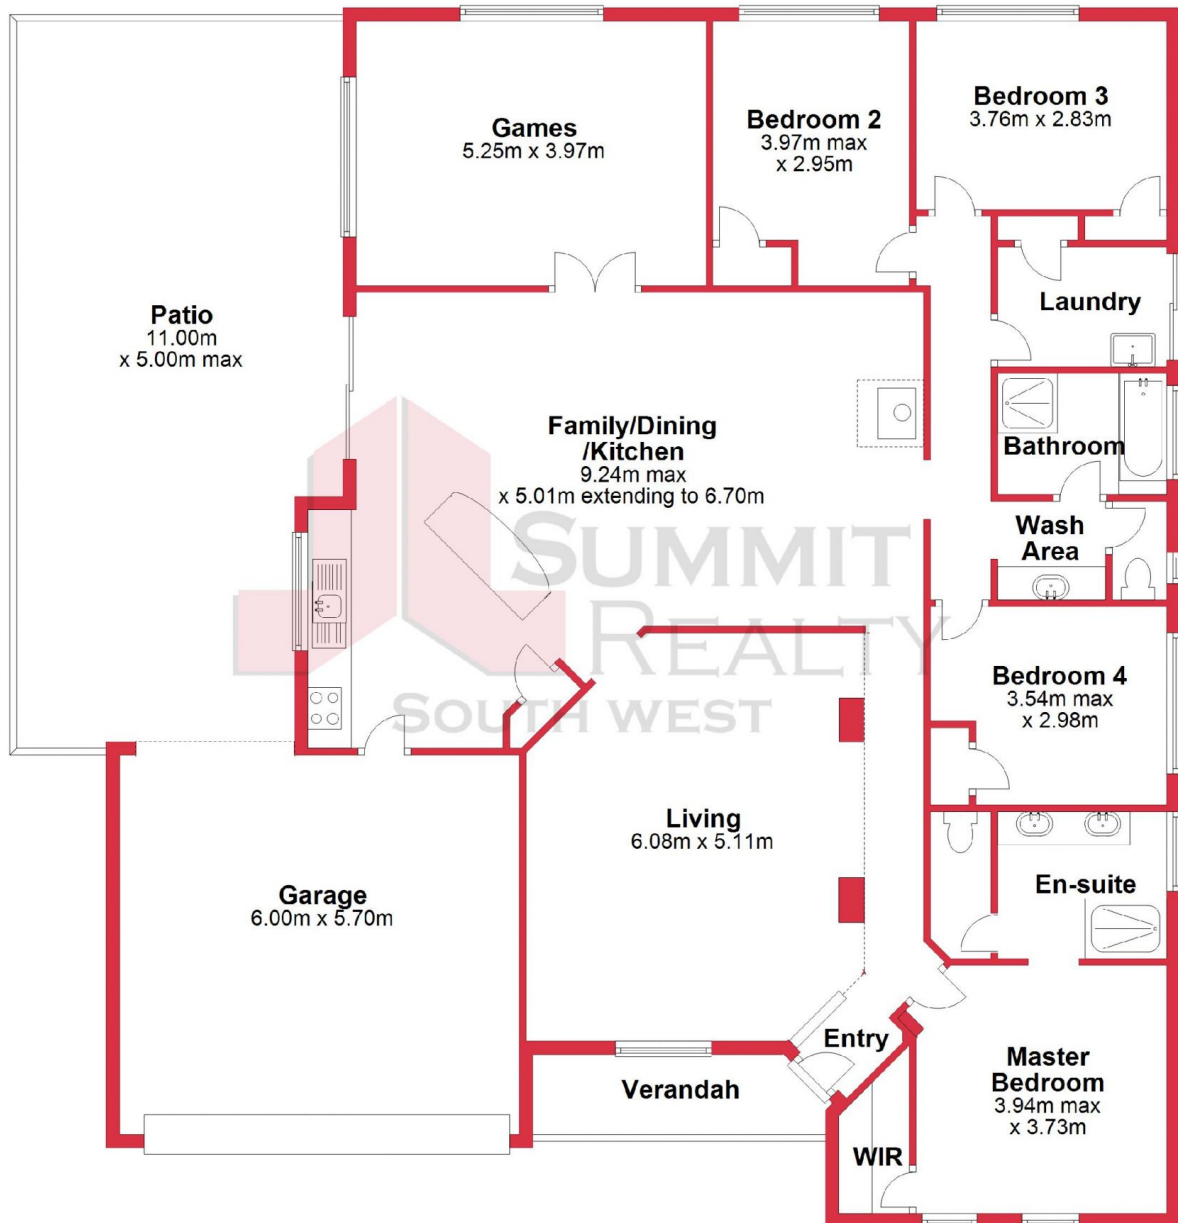 Games
5.25m x 3.97m
Bedroom 2
3.97m max
x 2.95m
Bedroom 3
3.76m x 2.83m
Patio
11.00m
x 5.00m max
Laundry
Family/Dining
/Kitchen
9.24m max
x 5.01m extending to 6.70m
Bathroom
Wash
Area
SUMMIT
REALTY
SOUTH WEST
Bedroom 4
3.54m max
x 2.98m
Living
6.08m x 5.11m
Garage
6.00m x 5.70m
En-suite
Entry
Verandah
Master
Bedroom
3.94m max
x 3.73m
WIR